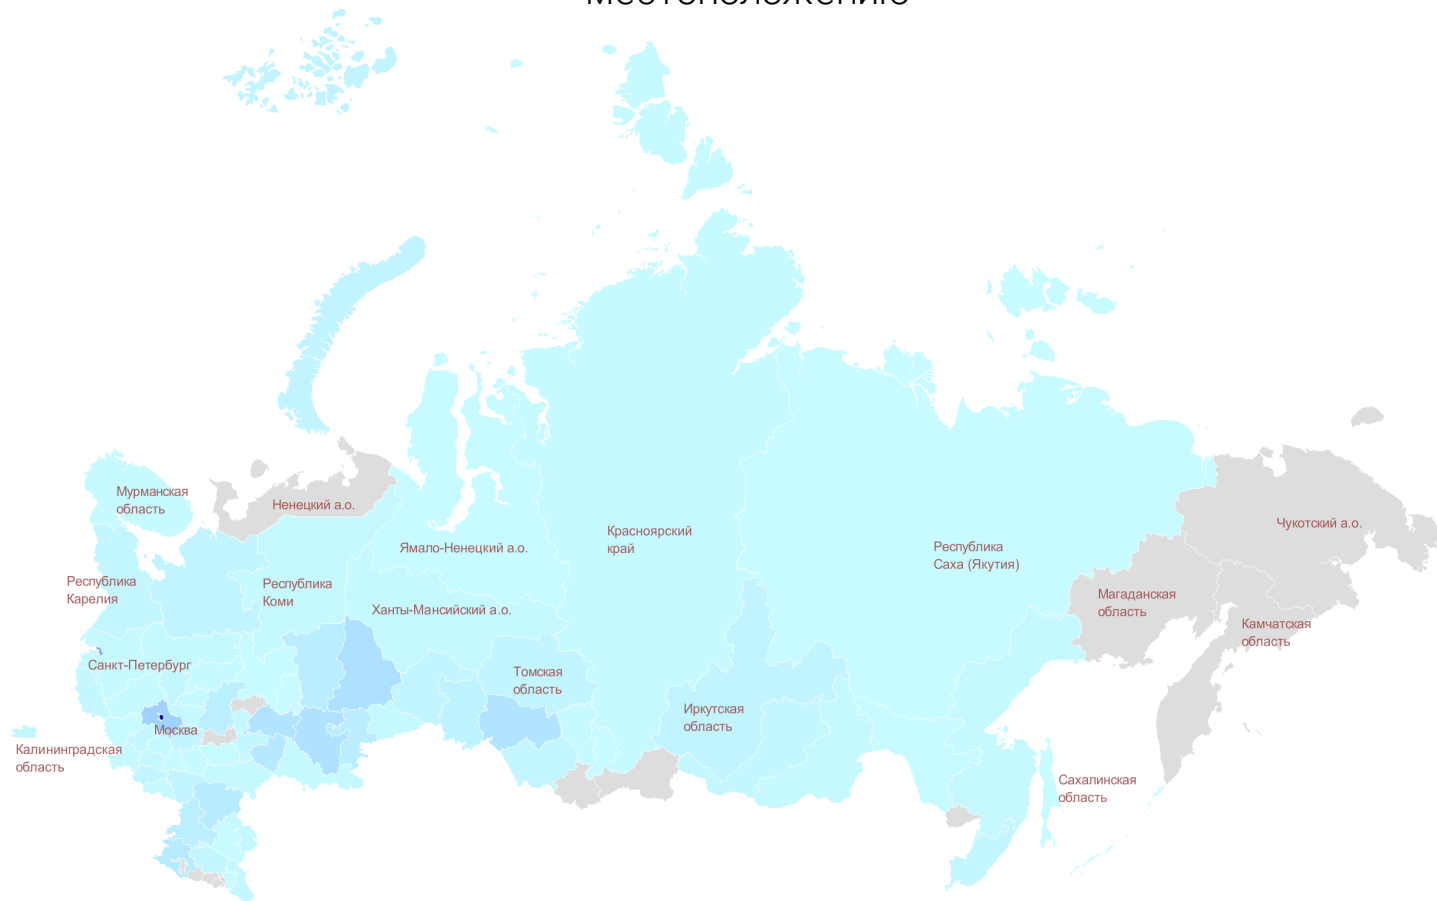 местоположению
Мурманская
область
Ненецкий а.о.
Чукотский а.о.
Красноярский
край
Ямало-Ненецкий а.о.
Республика
Саха (Якутия)
Республика
Карелия
Республика
Коми
Магаданская
область
Ханты-Мансийский а.о.
Камчатская
область
Санкт-Петербург
Томская
область
Иркутская
область
Москва
Калининградская
область
Сахалинская
область